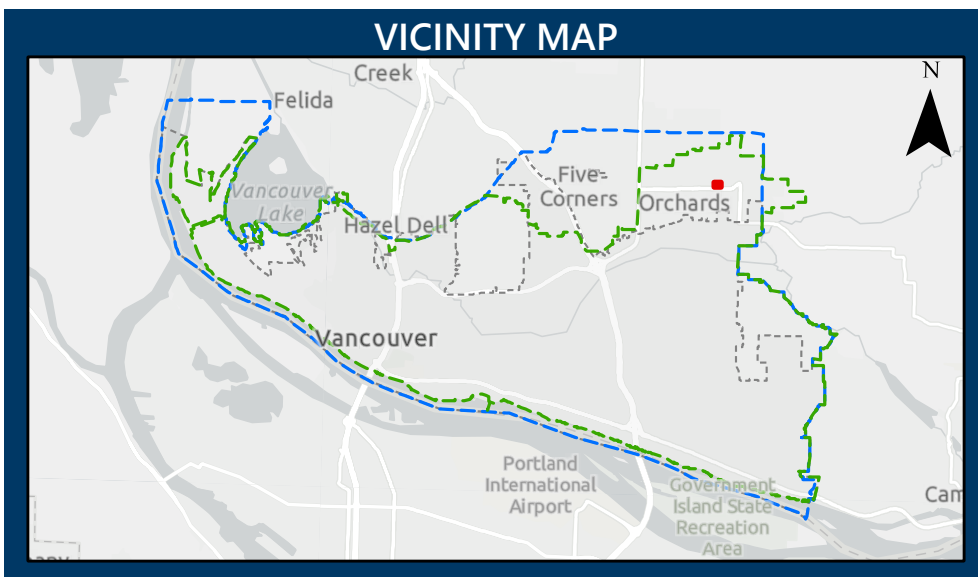 VICINITY MAP
N
Creek
Felida
Vancouver
Lake
Five-
Corners
Orchards
Hazel Dell
Vancouver
Portland
International
Airport
Government
Island State
Recreation
Area
Cam